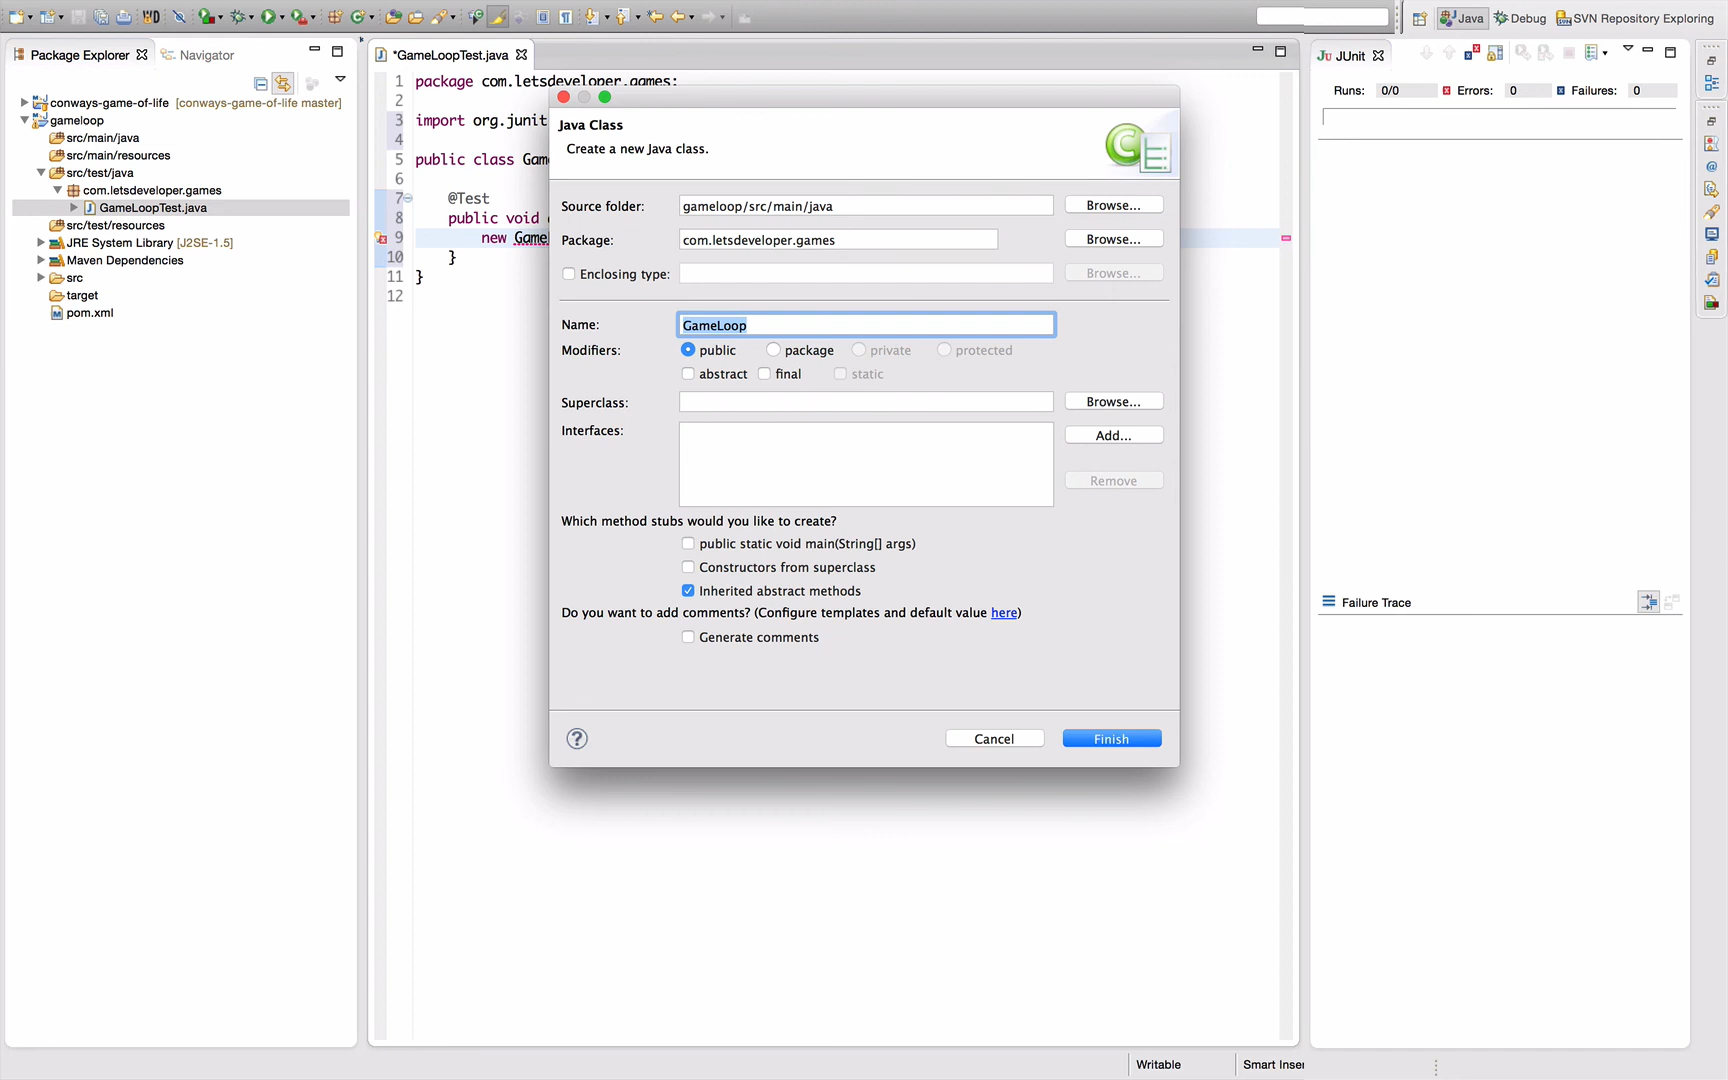 Java
Debug
SVN Repository Exploring
Package Explorer
Navigator
*GameLoopTest.java
JUnit
conways-game-of-life [conways-game-of-life master]
gameloop
src/main/java
src/main/resources
src/test/java
com.letsdeveloper.games
GameLoopTest.java
src/test/resources
JRE System Library [J2SE-1.5]
Maven Dependencies
src
target
pom.xml
1 package com.letsdeveloper.games;
2
3 import org.junit
4
5 public class Gam
6
7 @Test
8 public void
9 new GameL
10 }
11 }
12
Java Class
Create a new Java class.
Source folder: gameloop/src/main/java Browse...
Package: com.letsdeveloper.games Browse...
Enclosing type: Browse...
Name: GameLoop
Modifiers: public package private protected
abstract final static
Superclass: Browse...
Interfaces: Add...
Remove
Which method stubs would you like to create?
public static void main(String[] args)
Constructors from superclass
Inherited abstract methods
Do you want to add comments? (Configure templates and default value here)
Generate comments
? Cancel Finish
Runs: 0/0 Errors: 0 Failures: 0
Failure Trace
Writable Smart Inser